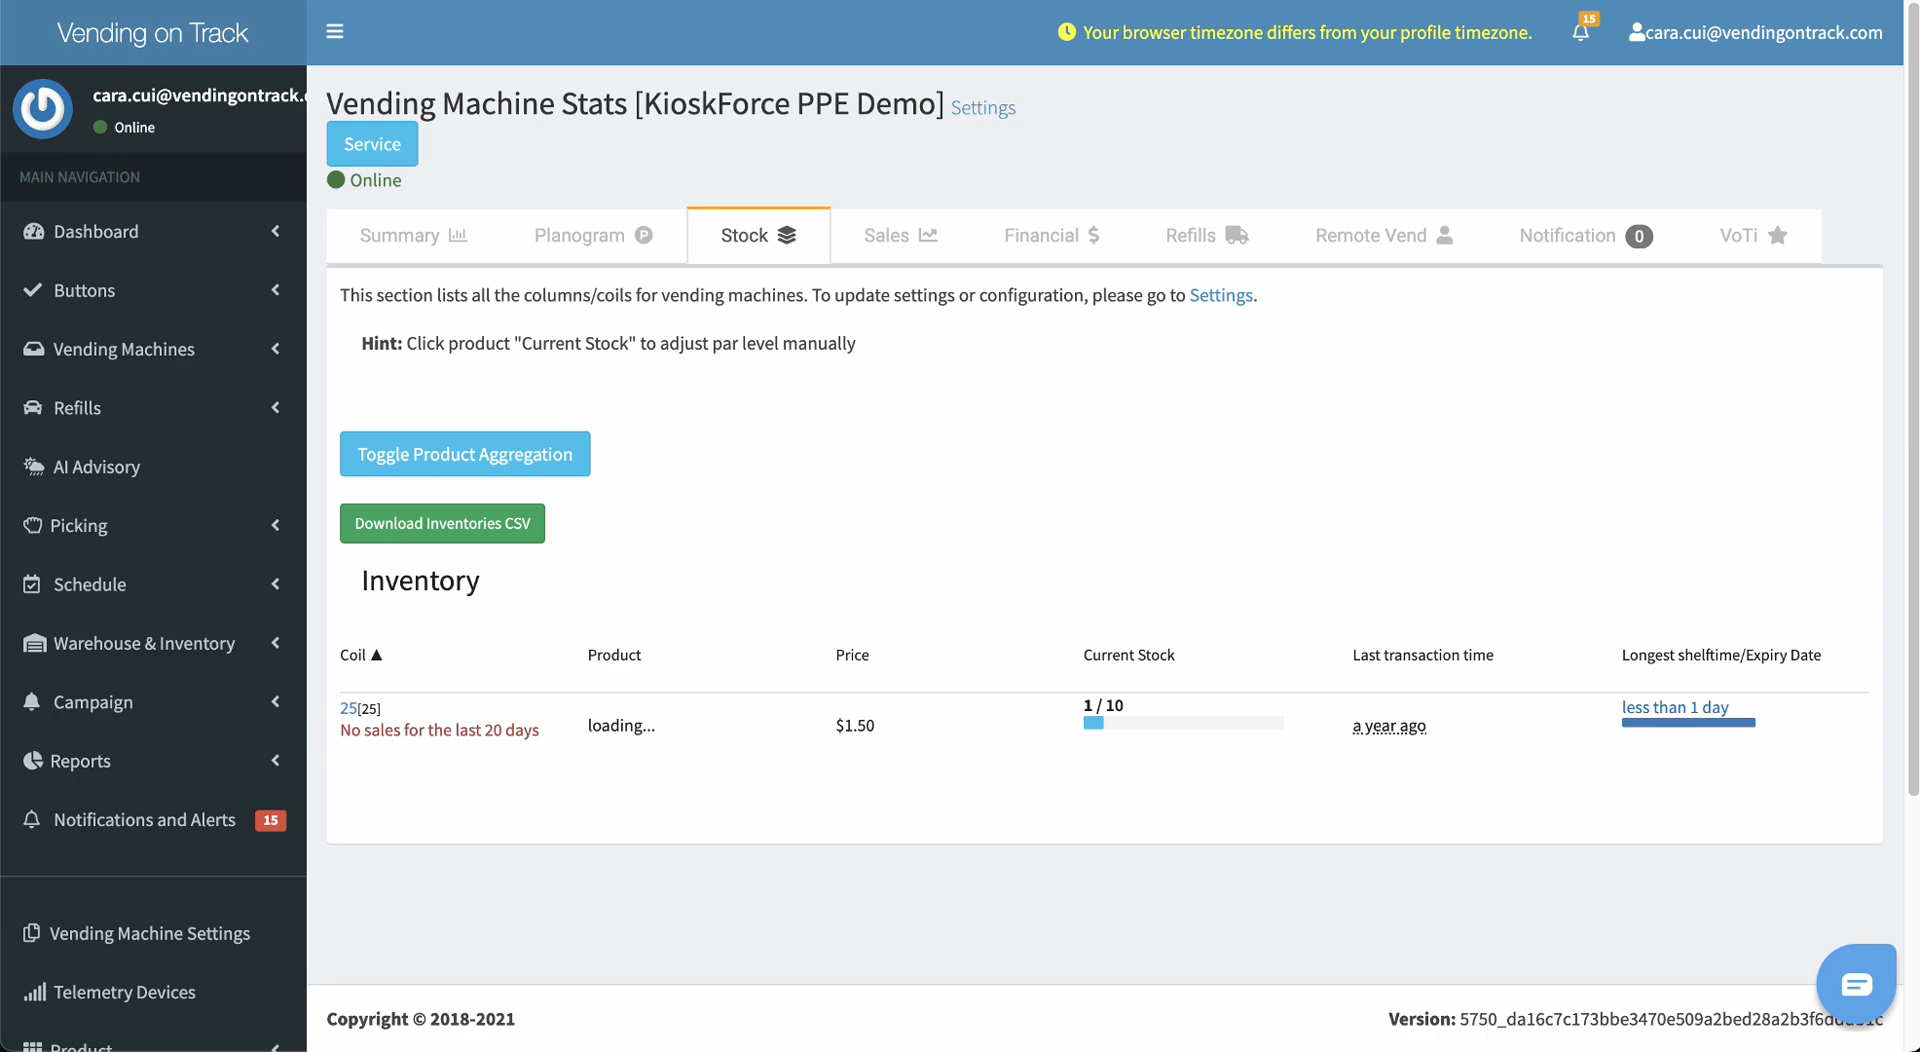 Vending on Track
Your browser timezone differs from your profile timezone.
15
cara.cui@vendingontrack.com
cara.cui@vendingontrack.
Online
MAIN NAVIGATION
Dashboard
Buttons
Vending Machines
Refills
AI Advisory
Picking
Schedule
Warehouse & Inventory
Campaign
Reports
Notifications and Alerts 15
Vending Machine Settings
Telemetry Devices
Product
Vending Machine Stats [KioskForce PPE Demo] Settings
Service
Online
Summary
Planogram P
Stock
Sales
Financial $
Refills
Remote Vend
Notification 0
VoTi
This section lists all the columns/coils for vending machines. To update settings or configuration, please go to Settings.
Hint: Click product "Current Stock" to adjust par level manually
Toggle Product Aggregation
Download Inventories CSV
Inventory
Coil ▲ Product Price Current Stock Last transaction time Longest shelftime/Expiry Date
25[25]
No sales for the last 20 days
loading...
$1.50
1 / 10
a year ago
less than 1 day
Copyright © 2018-2021
Version: 5750_da16c7c173bbe3470e509a2bed28a2b3f6d